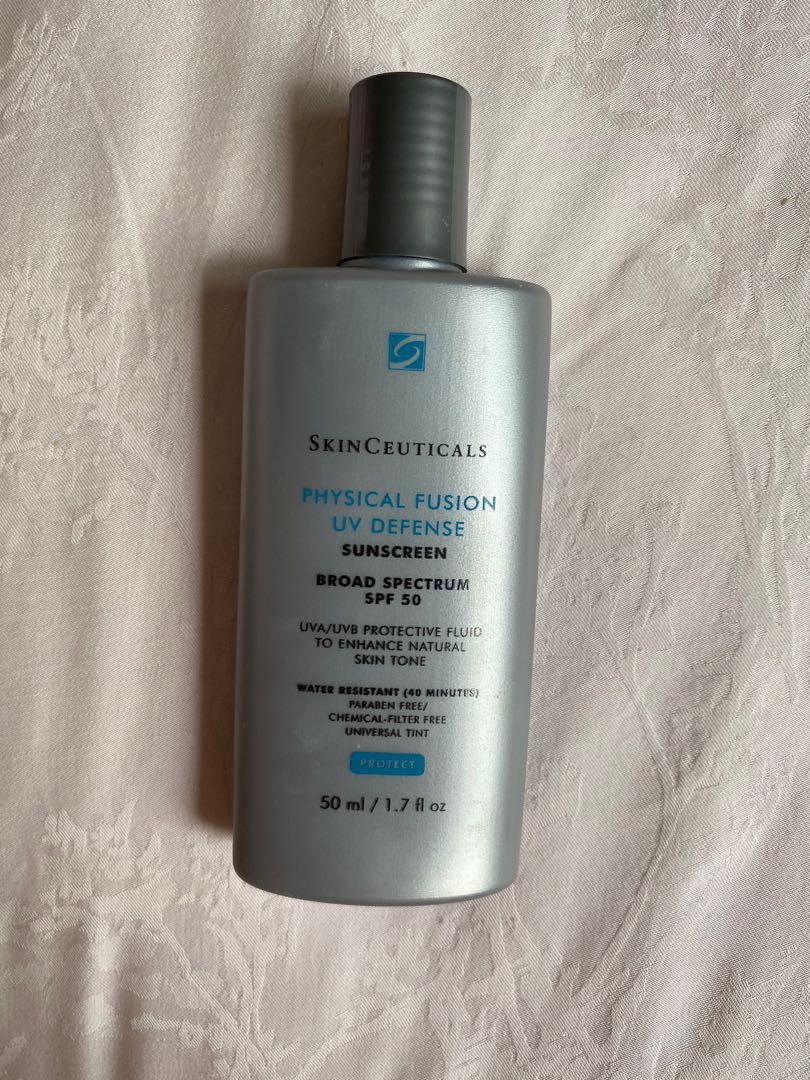 SKINCEUTICALS
PHYSICAL FUSION
UV DEFENSE
SUNSCREEN
BROAD SPECTRUM
SPF 50
UVA/UVB PROTECTIVE FLUID
TO ENHANCE NATURAL
SKIN TONE
WATER RESISTANT (40 MINUTES)
PARABEN FREE/
CHEMICAL-FILTER FREE
UNIVERSAL TINT
PROTECT
50 ml / 1.7 fl oz